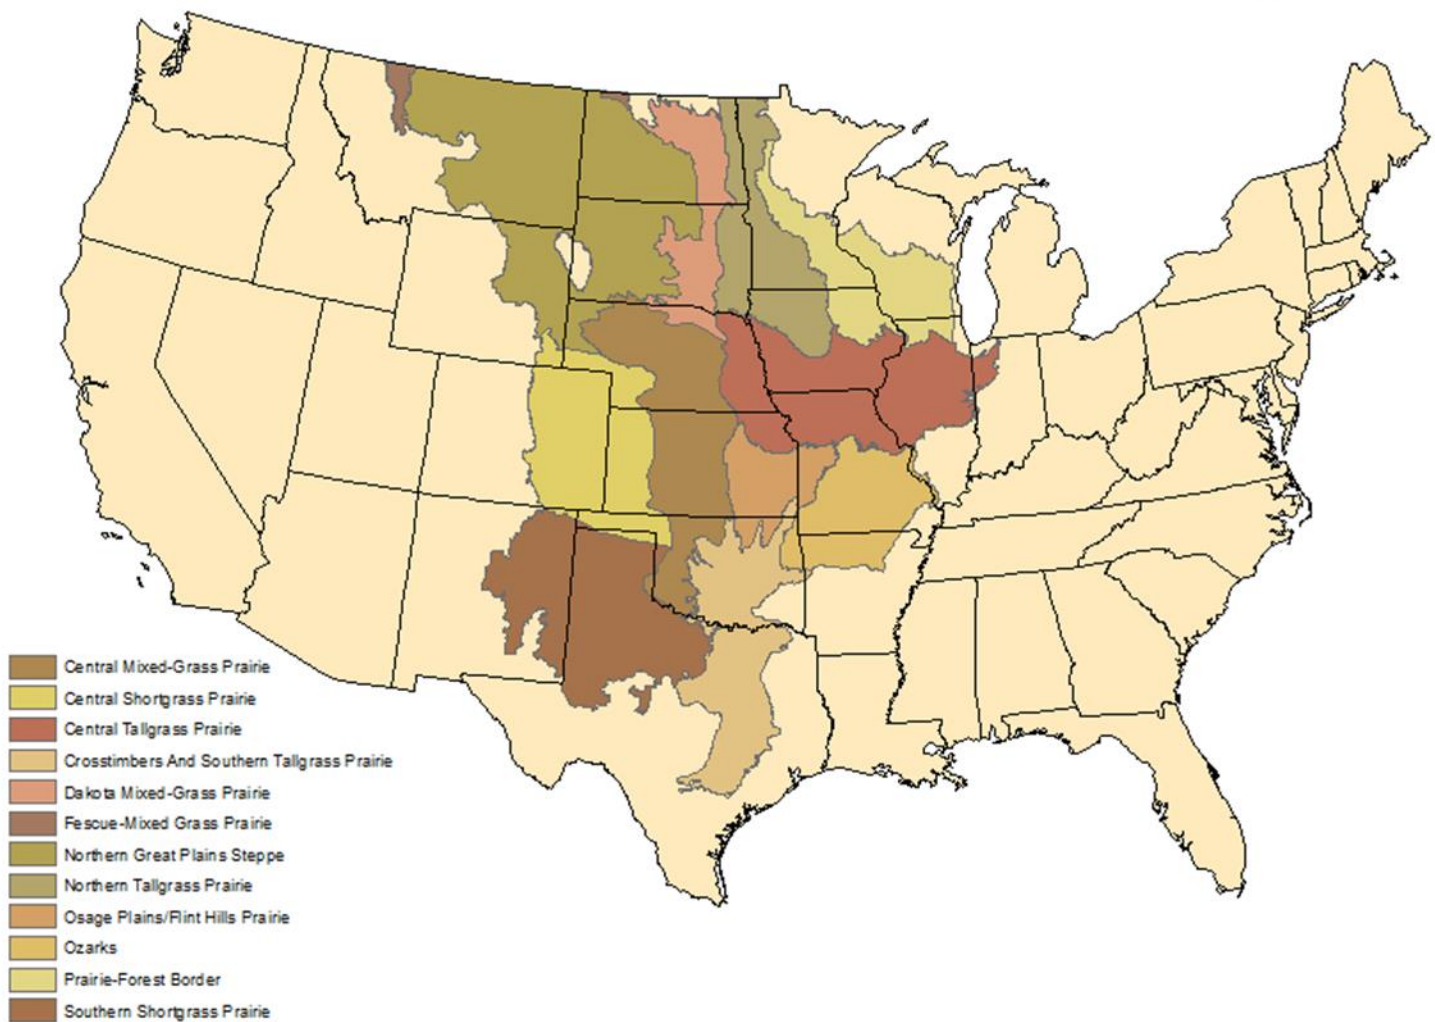 Central Mixed-Grass Prairie
Central Shortgrass Prairie
Central Tallgrass Prairie
Crosstimbers And Southern Tallgrass Prairie
Dakota Mixed-Grass Prairie
Fescue-Mixed Grass Prairie
Northern Great Plains Steppe
Northern Tallgrass Prairie
Osage Plains/Flint Hills Prairie
Ozarks
Prairie-Forest Border
Southern Shortgrass Prairie